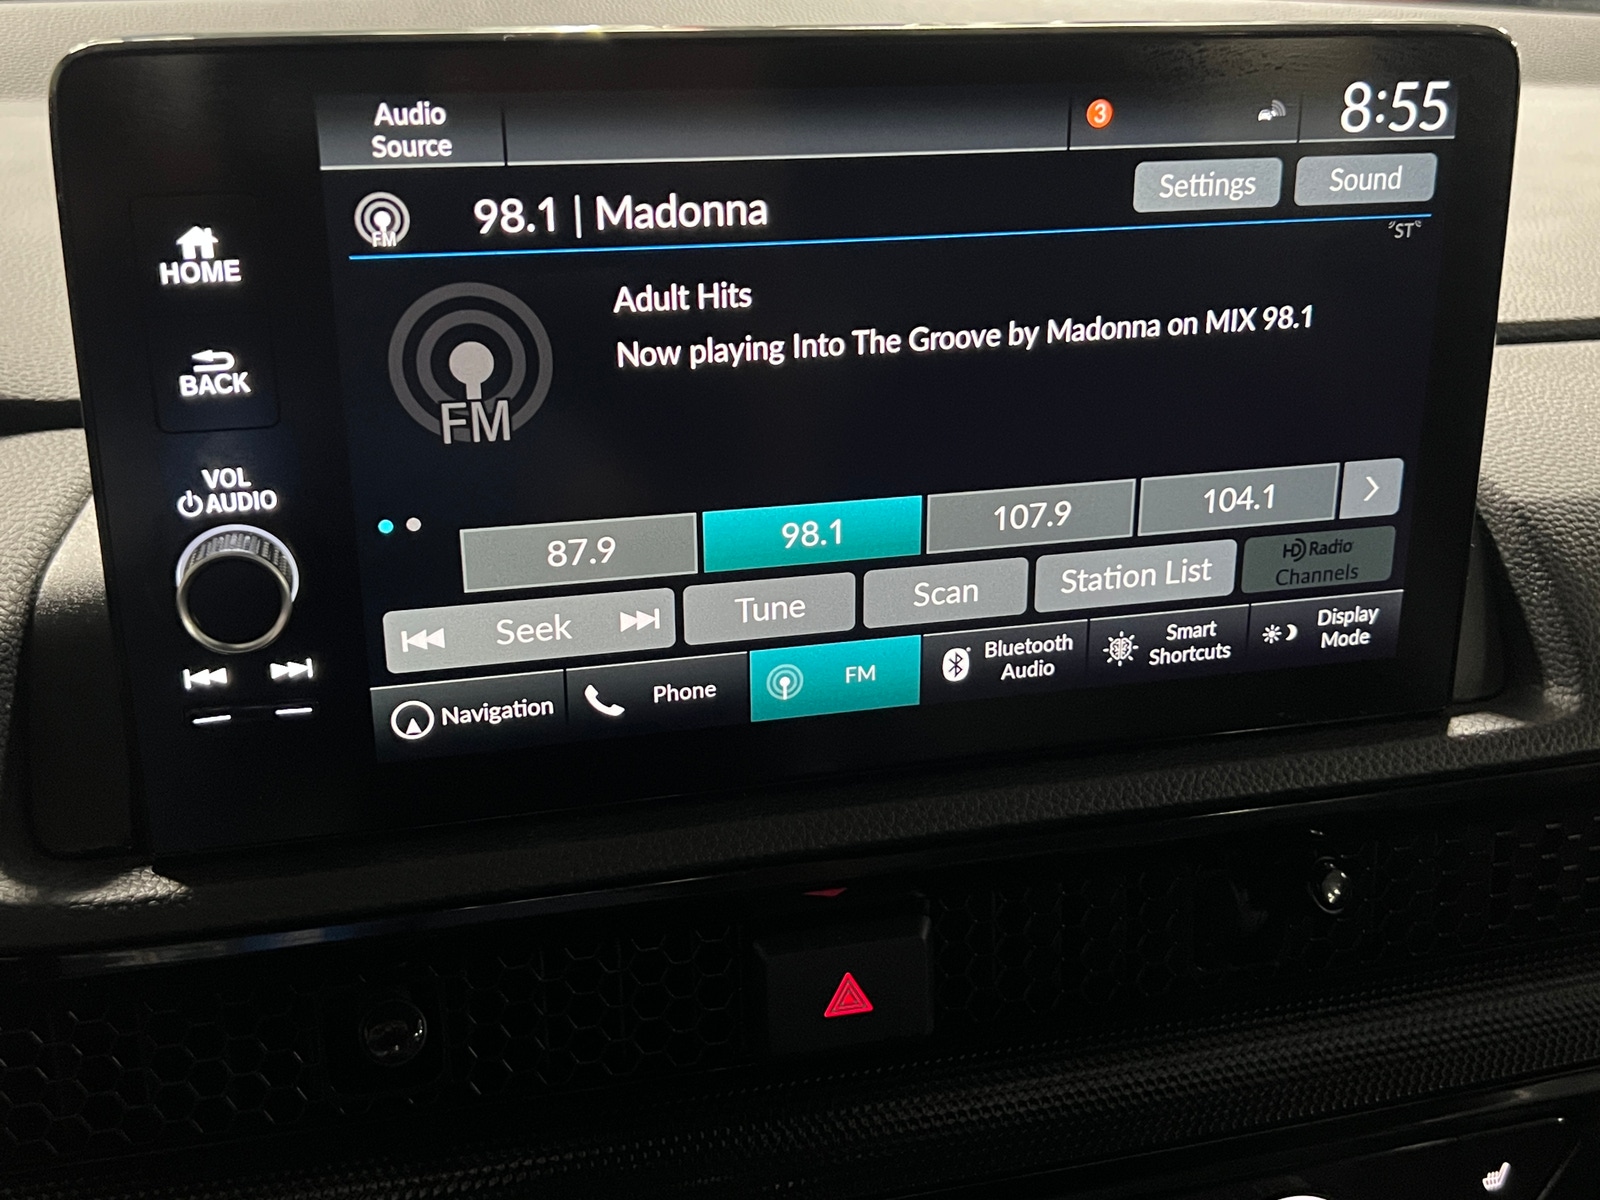 Audio
Source
3
8:55
Settings
Sound
FM
98.1 | Madonna
"ST"
HOME
Adult Hits
Now playing Into The Groove by Madonna on MIX 98.1
BACK
FM
VOL
AUDIO
87.9
98.1
107.9
104.1
Seek
Tune
Scan
Station List
HD Radio
Channels
Navigation
Phone
FM
Bluetooth
Audio
Smart
Shortcuts
Display
Mode